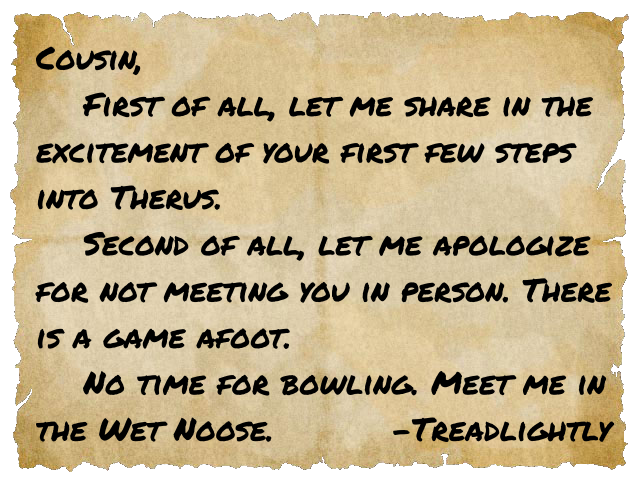 Cousin,
First of all, let me share in the
excitement of your first few steps
into Therus.
Second of all, let me apologize
for not meeting you in person. There
is a game afoot.
No time for bowling. Meet me in
the Wet Noose. -Treadlightly